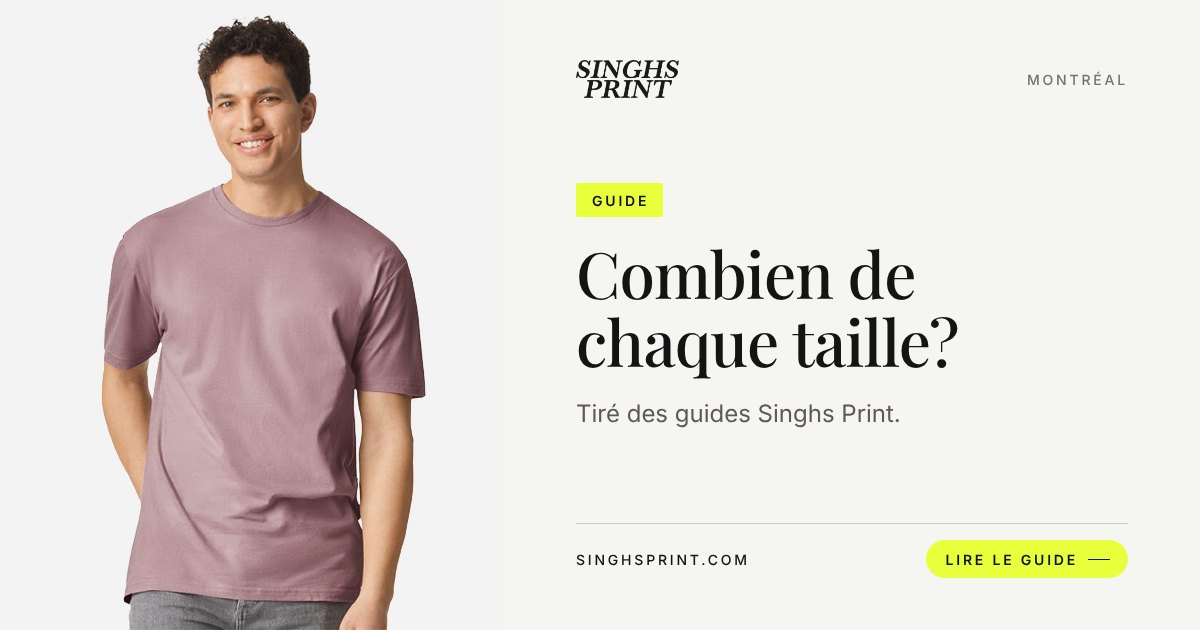 SINGHS
PRINT
MONTRÉAL
GUIDE
Combien de
chaque taille?
Tiré des guides Singhs Print.
SINGHSPRINT.COM
LIRE LE GUIDE